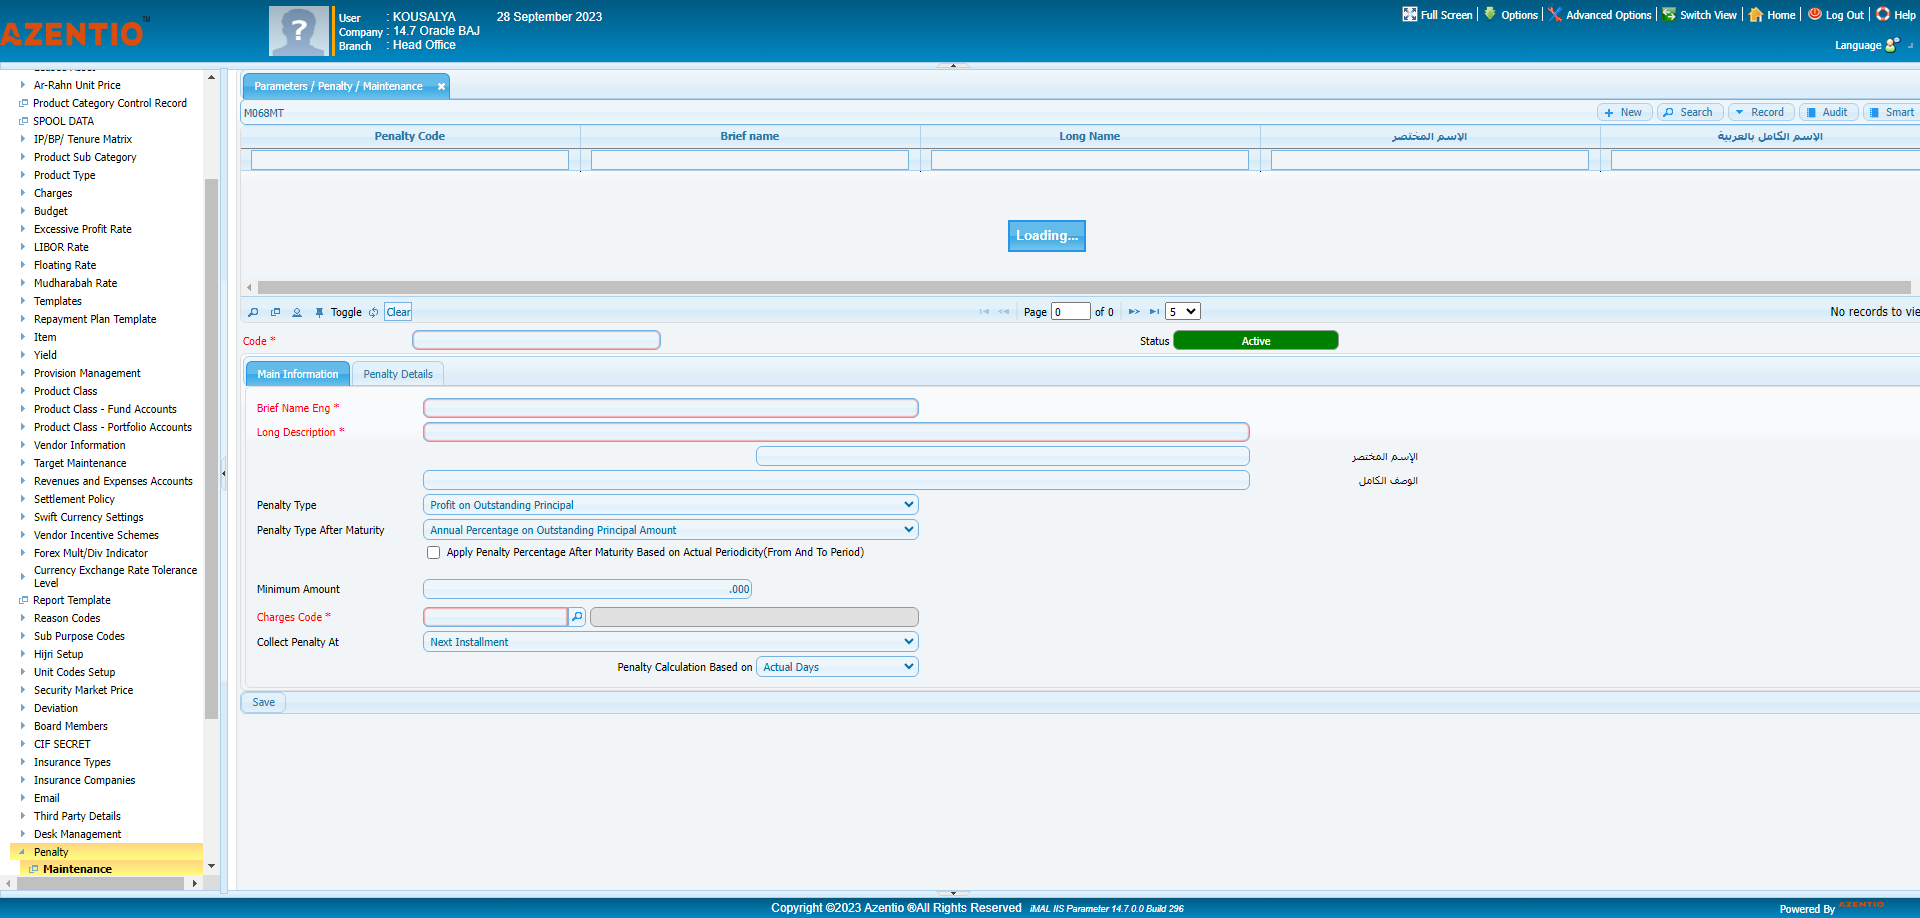 AZENTIO™
User : KOUSALYA 28 September 2023
Company : 14.7 Oracle BAJ
Branch : Head Office
Full Screen Options Advanced Options Switch View Home Log Out Help
Language
Ar-Rahn Unit Price
Product Category Control Record
SPOOL DATA
IP/BP/ Tenure Matrix
Product Sub Category
Product Type
Charges
Budget
Excessive Profit Rate
LIBOR Rate
Floating Rate
Mudharabah Rate
Templates
Repayment Plan Template
Item
Yield
Provision Management
Product Class
Product Class - Fund Accounts
Product Class - Portfolio Accounts
Vendor Information
Target Maintenance
Revenues and Expenses Accounts
Settlement Policy
Swift Currency Settings
Vendor Incentive Schemes
Forex Mult/Div Indicator
Currency Exchange Rate Tolerance
Level
Report Template
Reason Codes
Sub Purpose Codes
Hijri Setup
Unit Codes Setup
Security Market Price
Deviation
Board Members
CIF SECRET
Insurance Types
Insurance Companies
Email
Third Party Details
Desk Management
Penalty
Maintenance
Parameters / Penalty / Maintenance
M068MT
New Search Record Audit Smart
Penalty Code Brief name Long Name الإسم المختصر الإسم الكامل بالعربية
Loading...
Toggle Clear Page 0 of 0 5 No records to vie
Code * Status Active
Main Information Penalty Details
Brief Name Eng *
Long Description *
الإسم المختصر
الوصف الكامل
Penalty Type Profit on Outstanding Principal
Penalty Type After Maturity Annual Percentage on Outstanding Principal Amount
Apply Penalty Percentage After Maturity Based on Actual Periodicity(From And To Period)
Minimum Amount .000
Charges Code *
Collect Penalty At Next Installment
Penalty Calculation Based on Actual Days
Save
Copyright ©2023 Azentio ®All Rights Reserved iMAL IIS Parameter 14.7.0.0 Build 296
Powered By AZENTIO